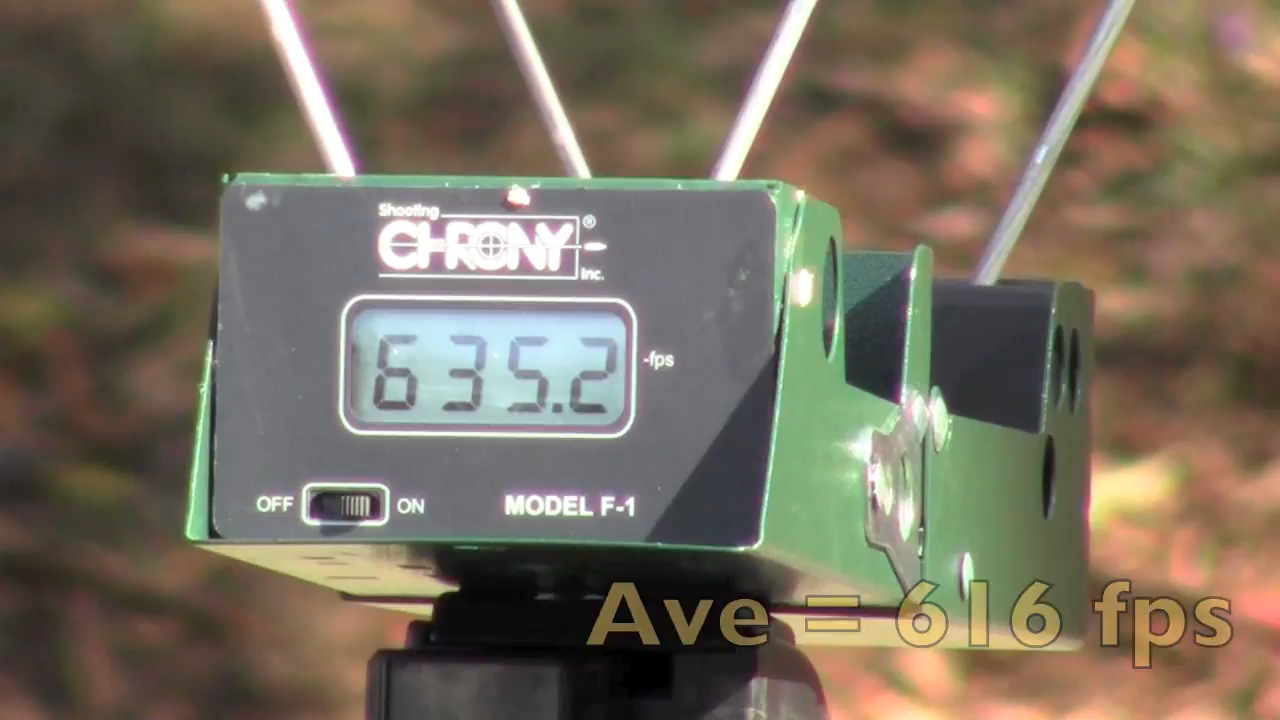 Shooting
CHRONY®
Inc.
635.2
-fps
OFF ON
MODEL F-1
Ave = 616 fps